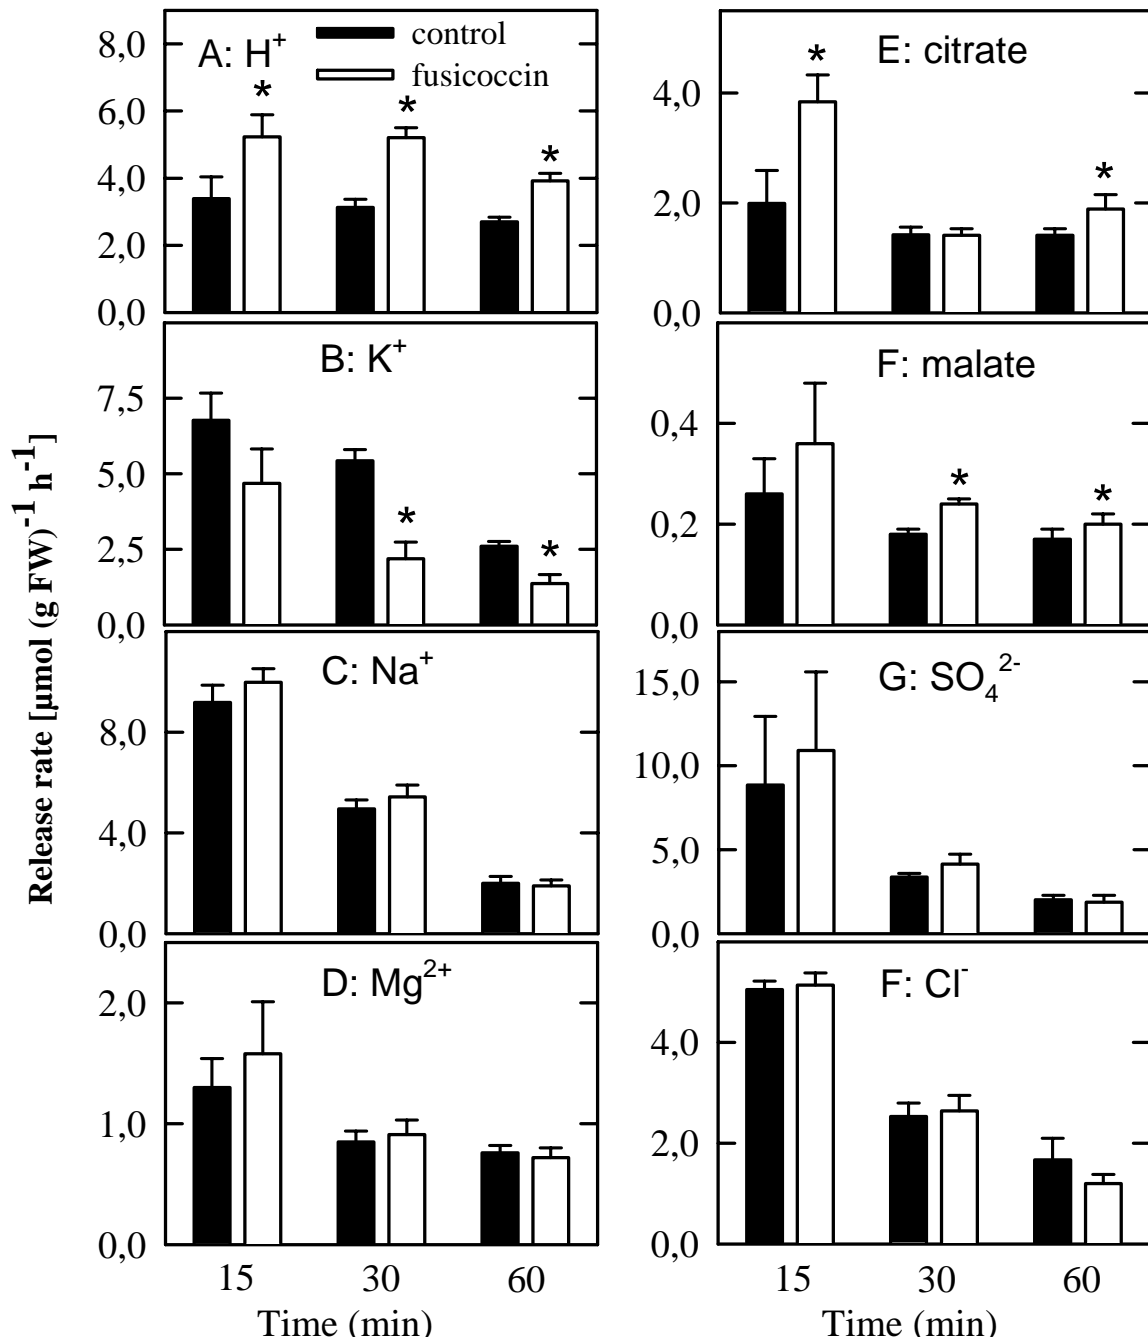 Release rate [µmol (g FW)⁻¹ h⁻¹]
A: H⁺
control
fusicoccin
8,0
6,0
4,0
2,0
0,0
* * *
B: K⁺
7,5
5,0
2,5
0,0
* *
C: Na⁺
8,0
4,0
0,0
D: Mg²⁺
2,0
1,0
0,0
15 30 60
Time (min)
E: citrate
4,0
2,0
0,0
* *
F: malate
0,4
0,2
0,0
* *
G: SO₄²⁻
15,0
10,0
5,0
0,0
F: Cl⁻
4,0
2,0
0,0
15 30 60
Time (min)